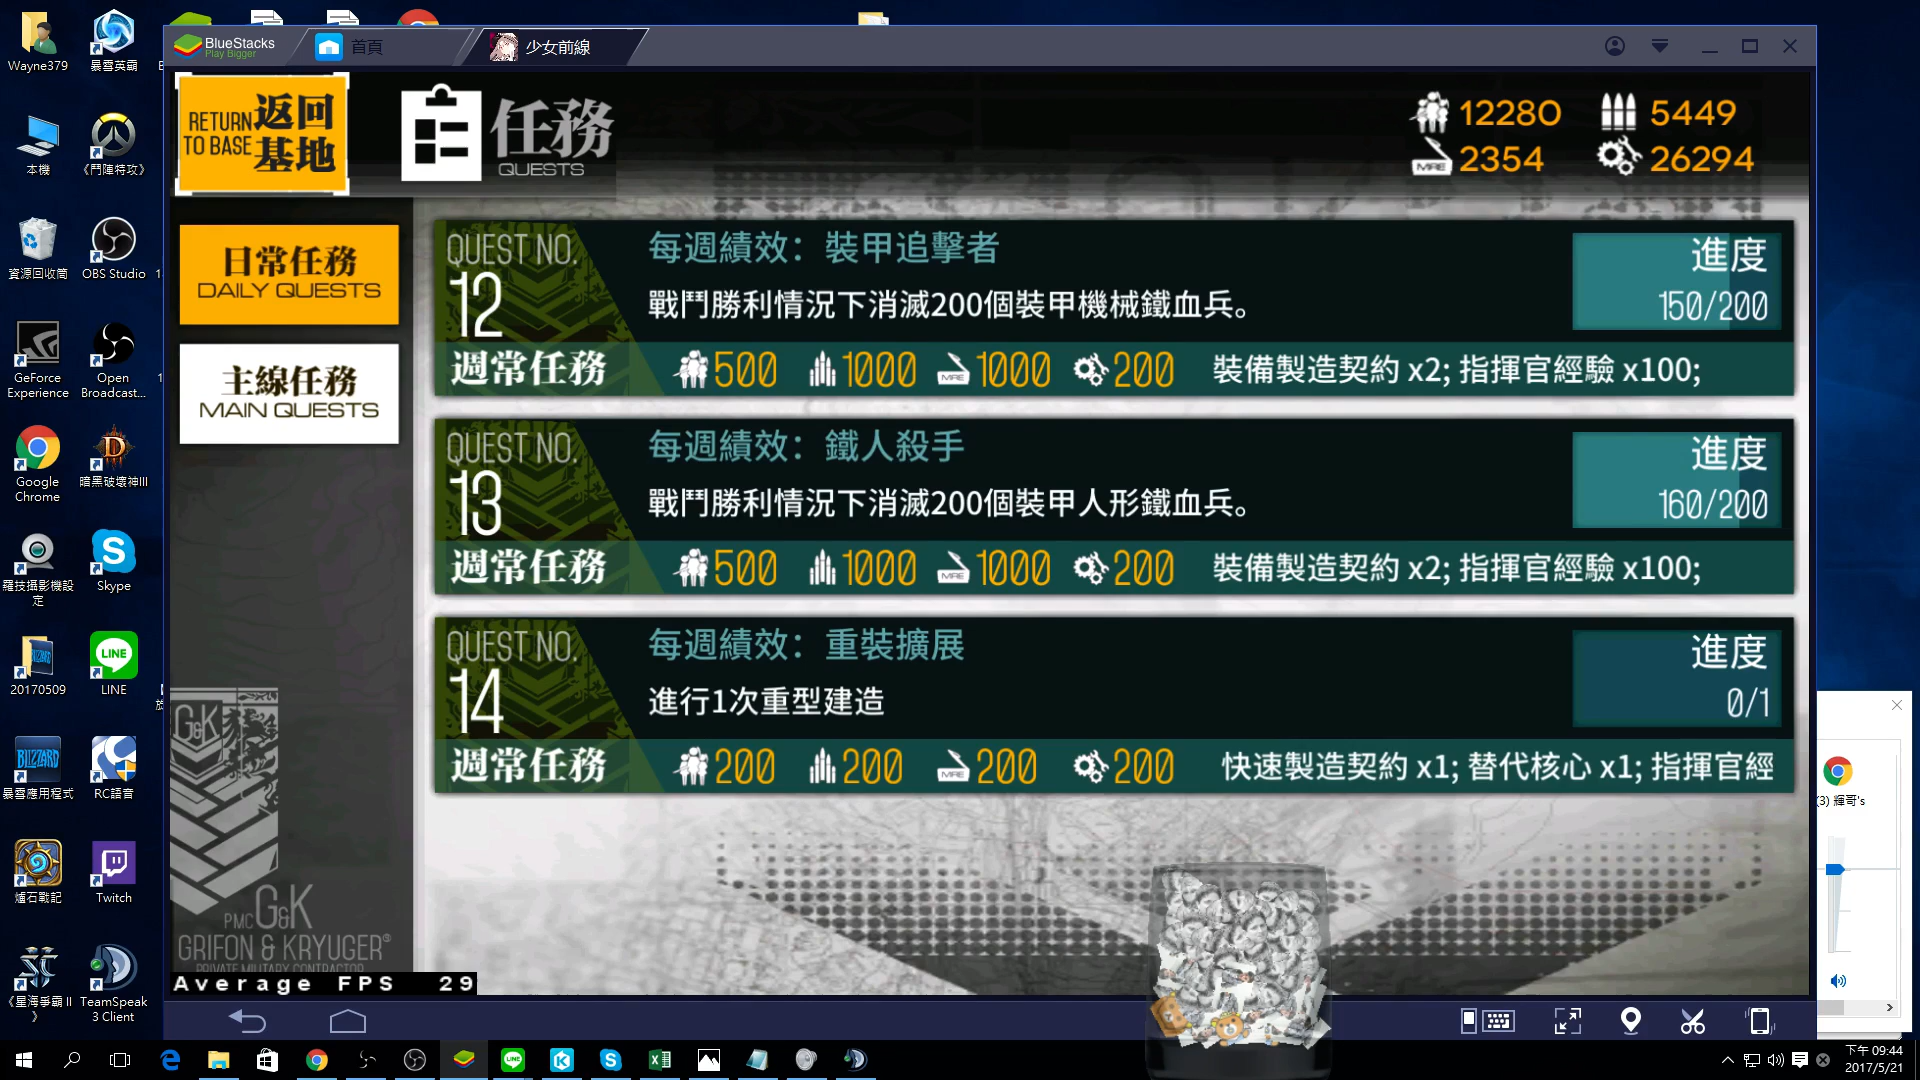 BlueStacks
Play Bigger
首頁
少女前線
RETURN TO BASE
返回基地
任務
QUESTS
12280
5449
2354
26294
日常任務
DAILY QUESTS
主線任務
MAIN QUESTS
QUEST NO.
12
每週績效：裝甲追擊者
戰鬥勝利情況下消滅200個裝甲機械鐵血兵。
進度
150/200
週常任務
500
1000
MRE
1000
200
裝備製造契約 x2; 指揮官經驗 x100;
QUEST NO.
13
每週績效：鐵人殺手
戰鬥勝利情況下消滅200個裝甲人形鐵血兵。
進度
160/200
週常任務
500
1000
MRE
1000
200
裝備製造契約 x2; 指揮官經驗 x100;
QUEST NO.
14
每週績效：重裝擴展
進行1次重型建造
進度
0/1
週常任務
200
200
MRE
200
200
快速製造契約 x1; 替代核心 x1; 指揮官經
G&K
PMC G&K
GRIFON & KRYUGER®
PRIVATE MILITARY CONTRACTOR
Average FPS 29
Wayne379
暴雪英霸
本機
《鬥陣特攻》
資源回收筒
OBS Studio
GeForce
Experience
Open
Broadcast...
Google
Chrome
暗黑破壞神III
羅技攝影機設
定
Skype
20170509
LINE
暴雪應用程式
RC語音
爐石戰記
Twitch
《星海爭霸 II
》
TeamSpeak
3 Client
(3) 輝哥's
下午 09:44
2017/5/21